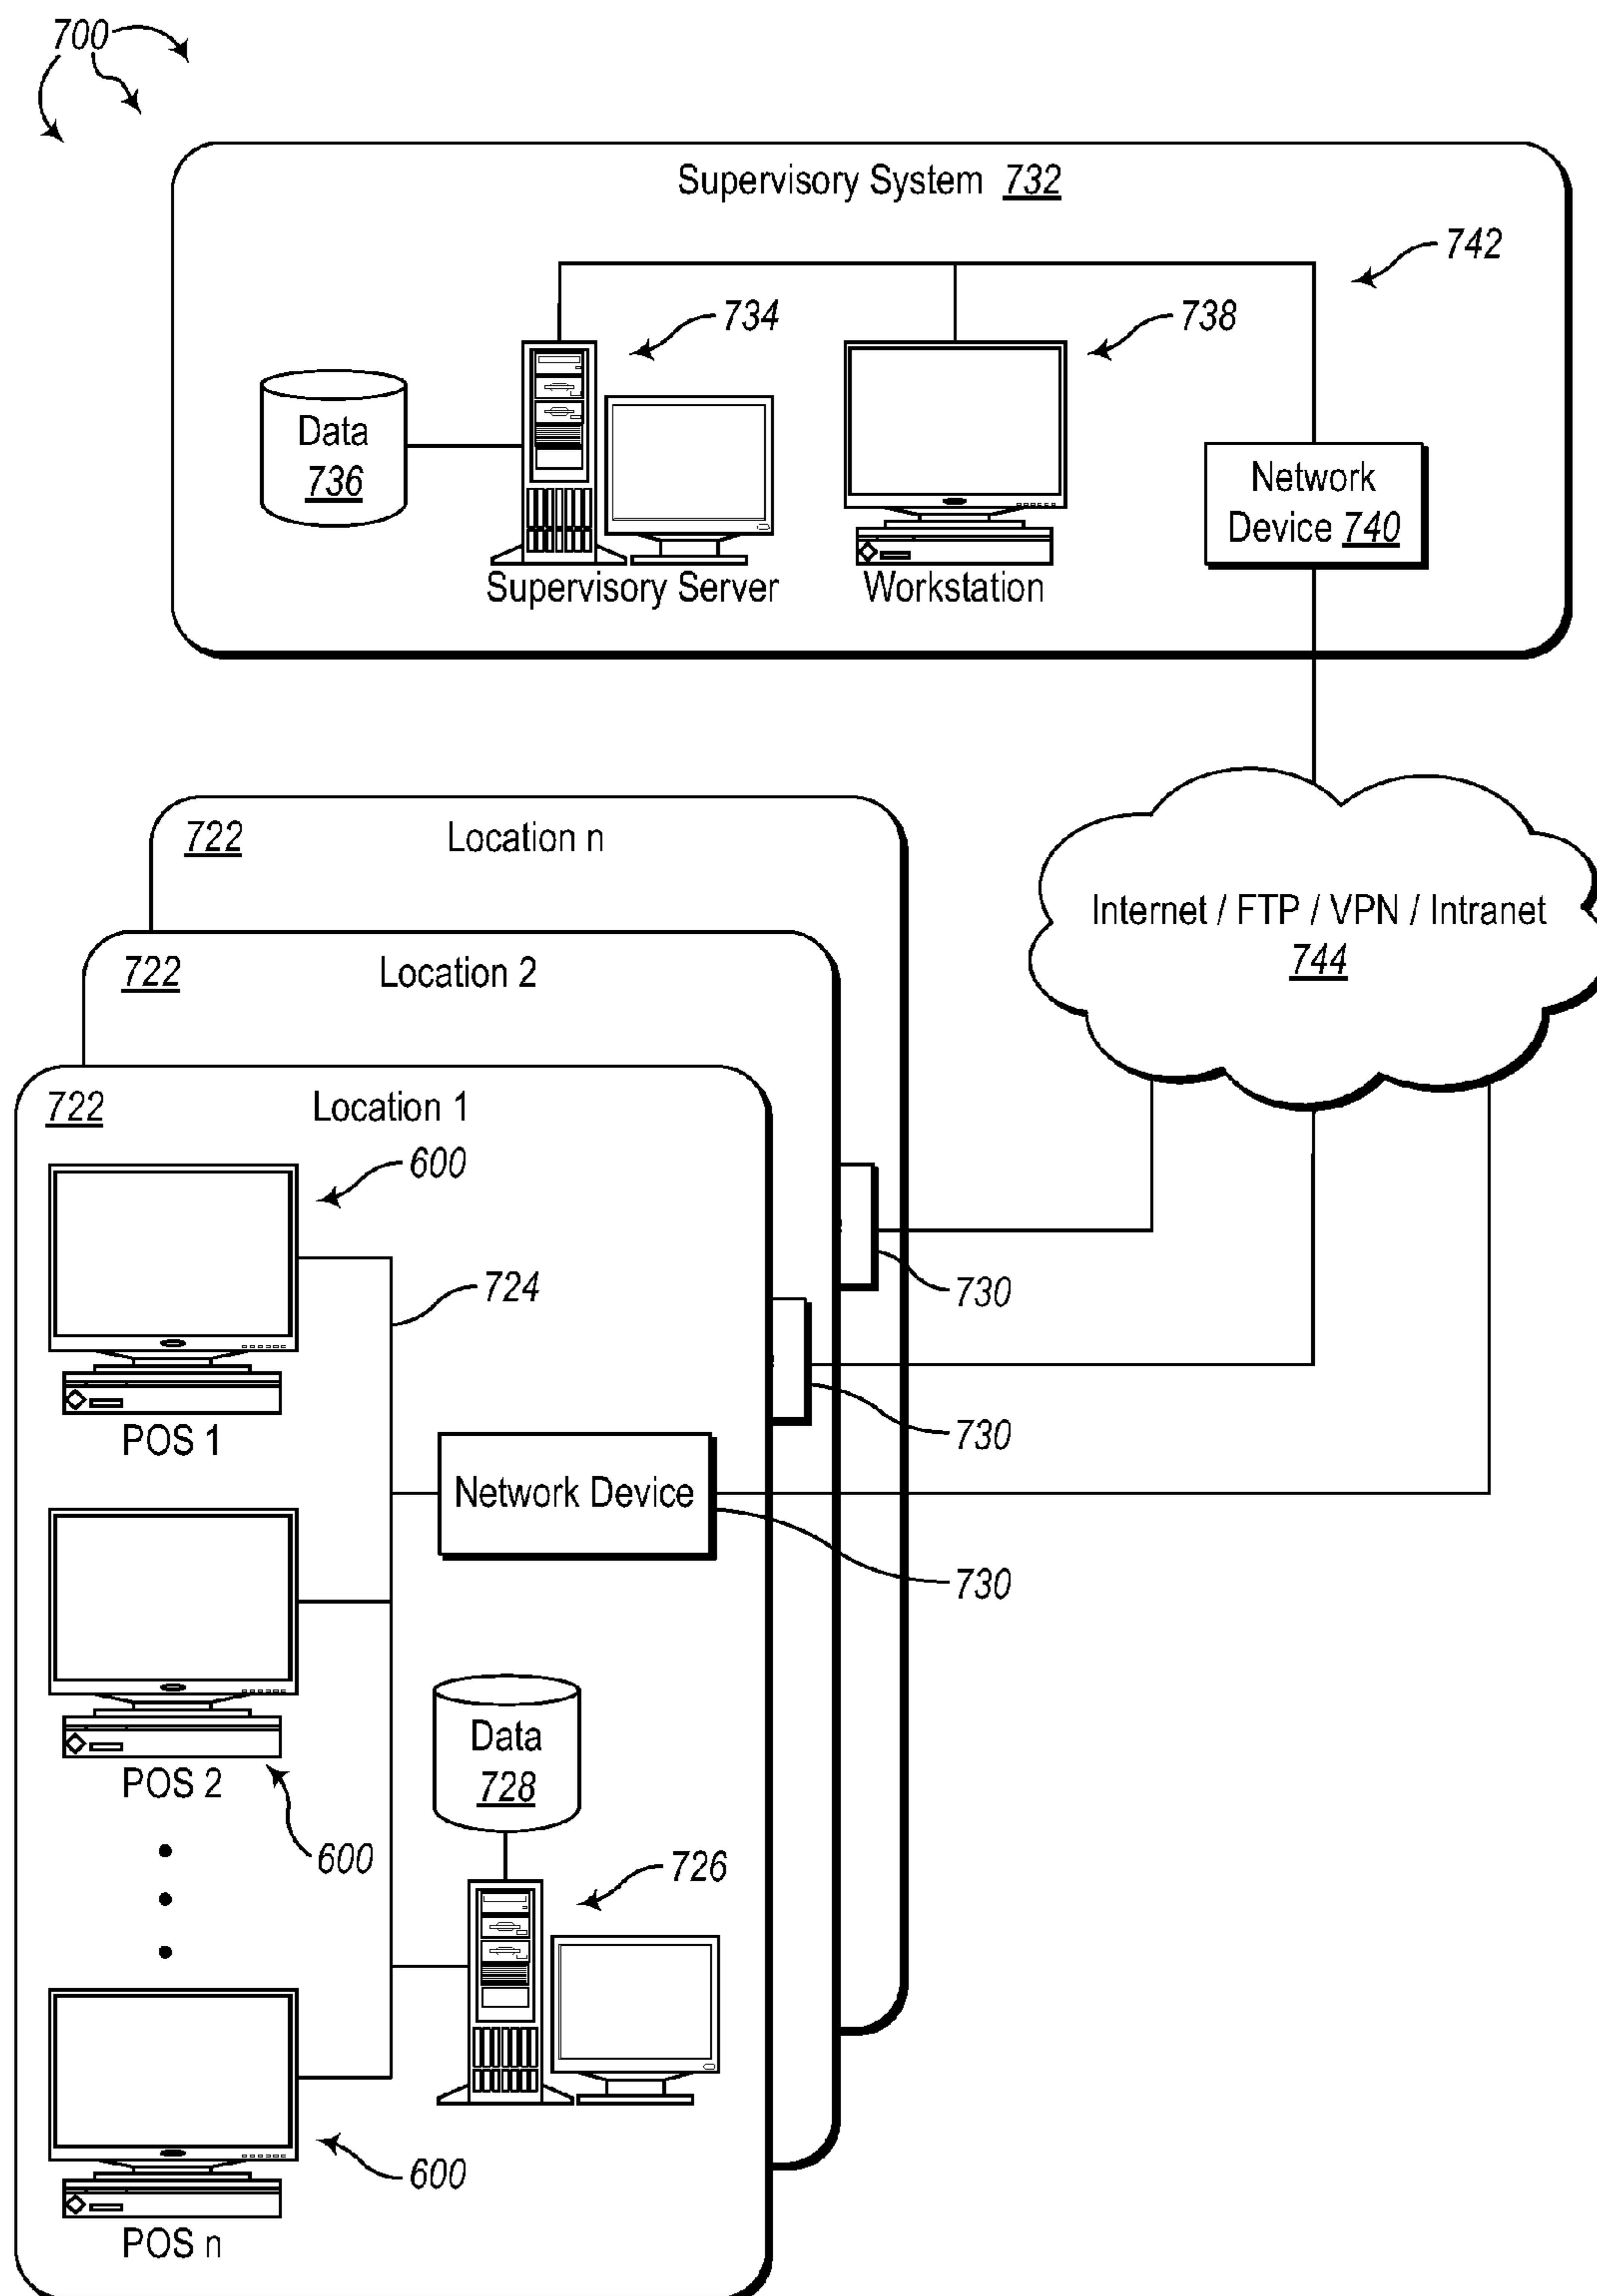 700
Supervisory System 732
742
734
738
Data
736
Network
Device 740
Supervisory Server
Workstation
722
Location n
Internet / FTP / VPN / Intranet
744
722
Location 2
722
Location 1
600
724
730
POS 1
730
Network Device
730
Data
728
POS 2
600
726
600
POS n